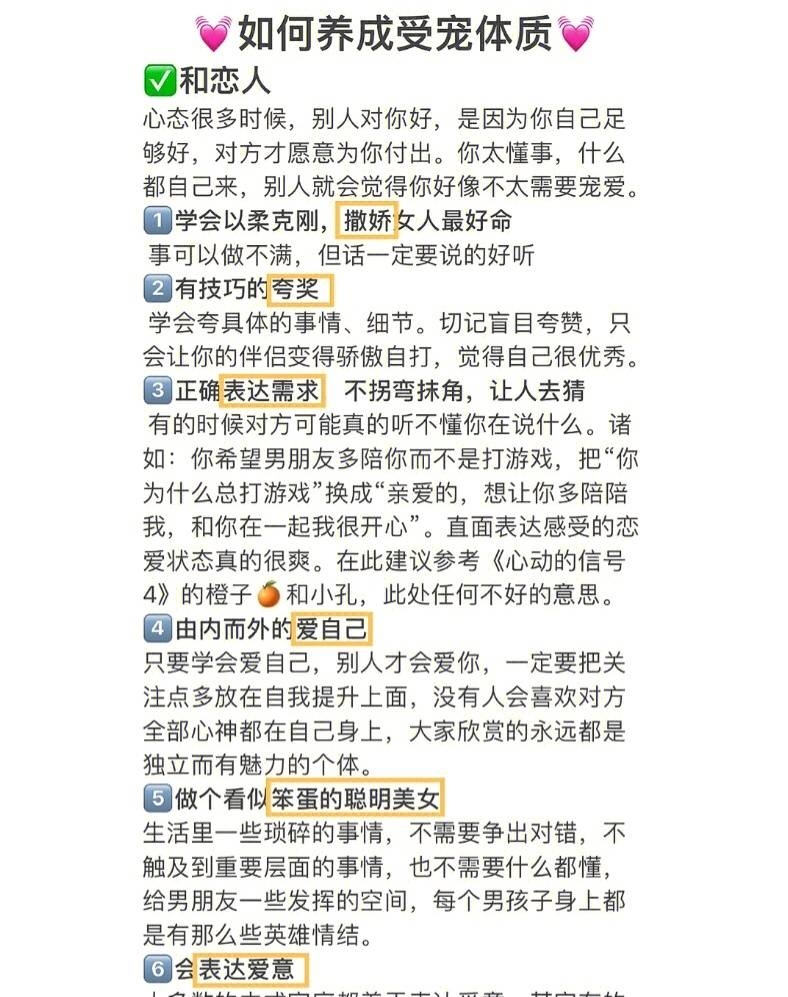 💓如何养成受宠体质💓
✅和恋人
心态很多时候，别人对你好，是因为你自己足
够好，对方才愿意为你付出。你太懂事，什么
都自己来，别人就会觉得你好像不太需要宠爱。
1️⃣学会以柔克刚，撒娇女人最好命
事可以做不满，但话一定要说的好听
2️⃣有技巧的夸奖
学会夸具体的事情、细节。切记盲目夸赞，只
会让你的伴侣变得骄傲自打，觉得自己很优秀。
3️⃣正确表达需求 不拐弯抹角，让人去猜
有的时候对方可能真的听不懂你在说什么。诸
如：你希望男朋友多陪你而不是打游戏，把“你
为什么总打游戏”换成“亲爱的，想让你多陪陪
我，和你在一起我很开心”。直面表达感受的恋
爱状态真的很爽。在此建议参考《心动的信号
4》的橙子🍊和小孔，此处任何不好的意思。
4️⃣由内而外的爱自己
只要学会爱自己，别人才会爱你，一定要把关
注点多放在自我提升上面，没有人会喜欢对方
全部心神都在自己身上，大家欣赏的永远都是
独立而有魅力的个体。
5️⃣做个看似笨蛋的聪明美女
生活里一些琐碎的事情，不需要争出对错，不
触及到重要层面的事情，也不需要什么都懂，
给男朋友一些发挥的空间，每个男孩子身上都
是有那么些英雄情结。
6️⃣会表达爱意